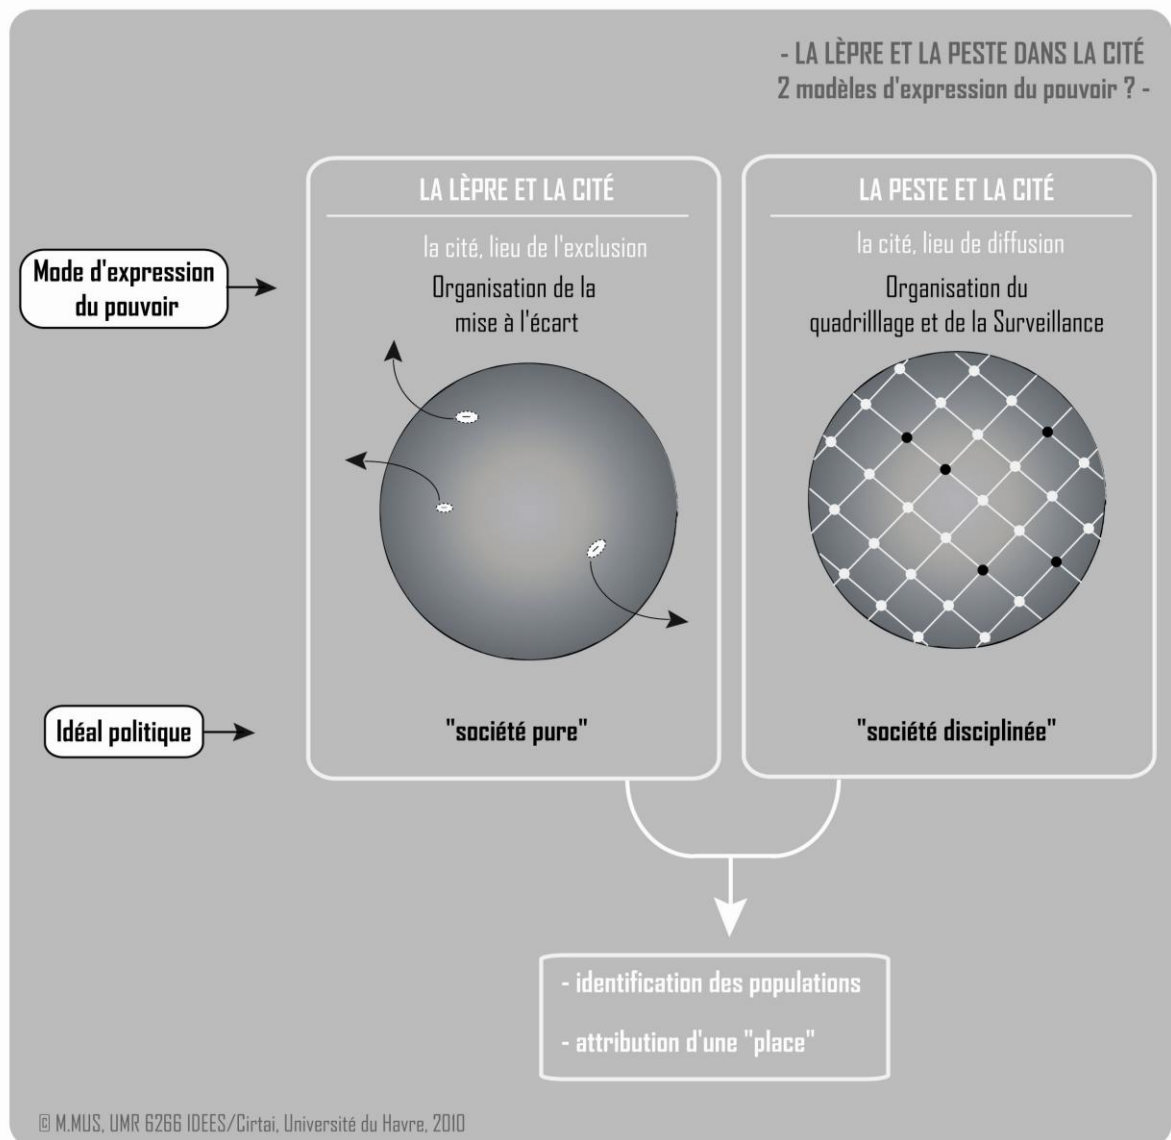 - LA LÈPRE ET LA PESTE DANS LA CITÉ
2 modèles d'expression du pouvoir ? -
Mode d'expression
du pouvoir
LA LÈPRE ET LA CITÉ
la cité, lieu de l'exclusion
Organisation de la
mise à l'écart
LA PESTE ET LA CITÉ
la cité, lieu de diffusion
Organisation du
quadrilllage et de la Surveillance
Idéal politique
"société pure"
"société disciplinée"
- identification des populations
- attribution d'une "place"
© M.MUS, UMR 6266 IDEES/Cirtai, Université du Havre, 2010